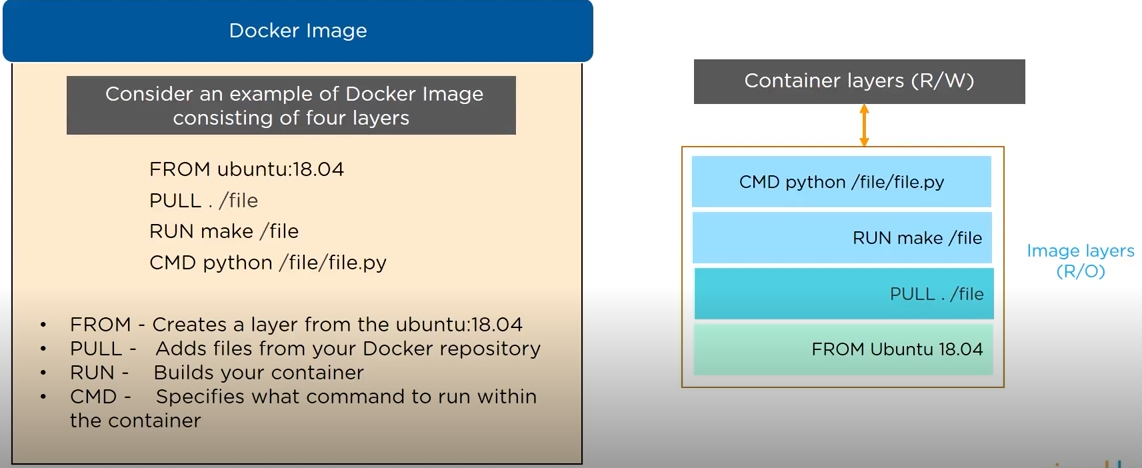 Docker Image
Consider an example of Docker Image
consisting of four layers
FROM ubuntu:18.04
PULL . /file
RUN make /file
CMD python /file/file.py
• FROM - Creates a layer from the ubuntu:18.04
• PULL - Adds files from your Docker repository
• RUN - Builds your container
• CMD - Specifies what command to run within
the container
Container layers (R/W)
CMD python /file/file.py
RUN make /file
PULL . /file
FROM Ubuntu 18.04
Image layers
(R/O)